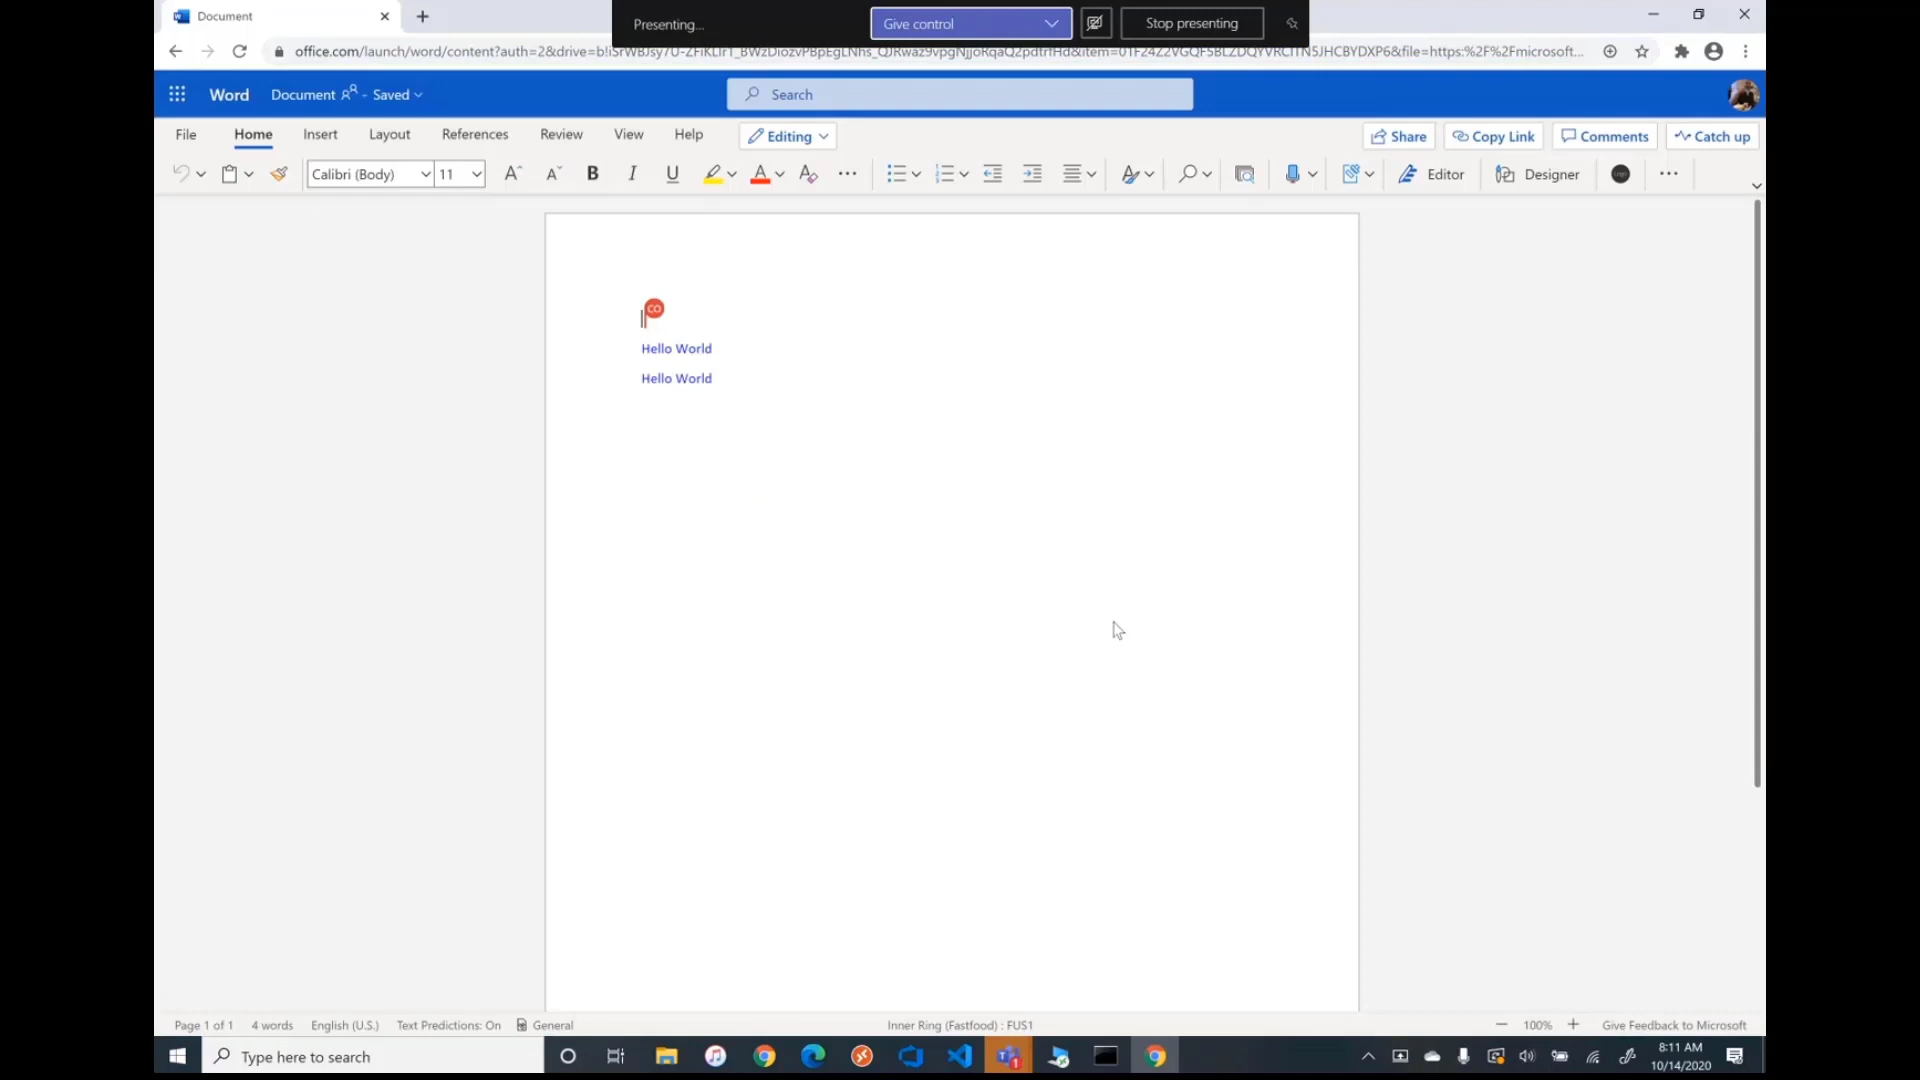 Document
Presenting...
Give control
Stop presenting
Word
Document
- Saved
Search
File
Home
Insert
Layout
References
Review
View
Help
Editing
Share
Copy Link
Comments
Catch up
Calibri (Body)
11
B
I
U
Editor
Designer
CO
Hello World
Hello World
Page 1 of 1
4 words
English (U.S.)
Text Predictions: On
General
Inner Ring (Fastfood) : FUS1
100%
Give Feedback to Microsoft
Type here to search
8:11 AM
10/14/2020